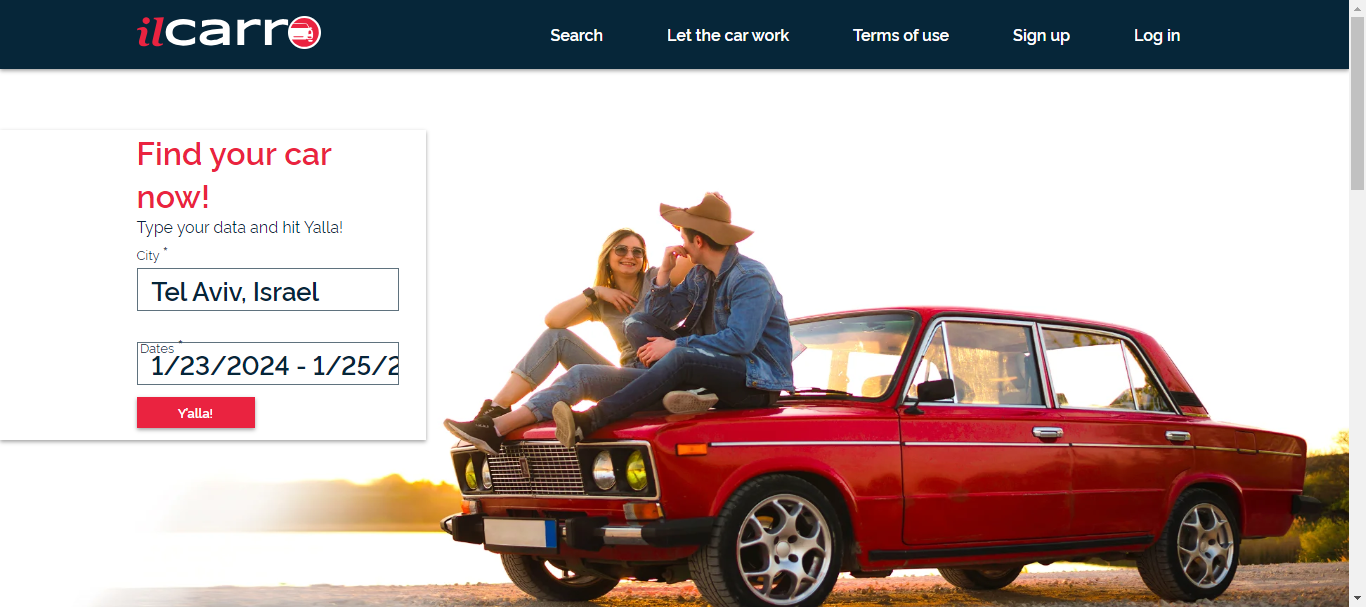 ilcarro
Search
Let the car work
Terms of use
Sign up
Log in
Find your car
now!
Type your data and hit Yalla!
City *
Tel Aviv, Israel
Dates *
1/23/2024 - 1/25/2
Y'alla!